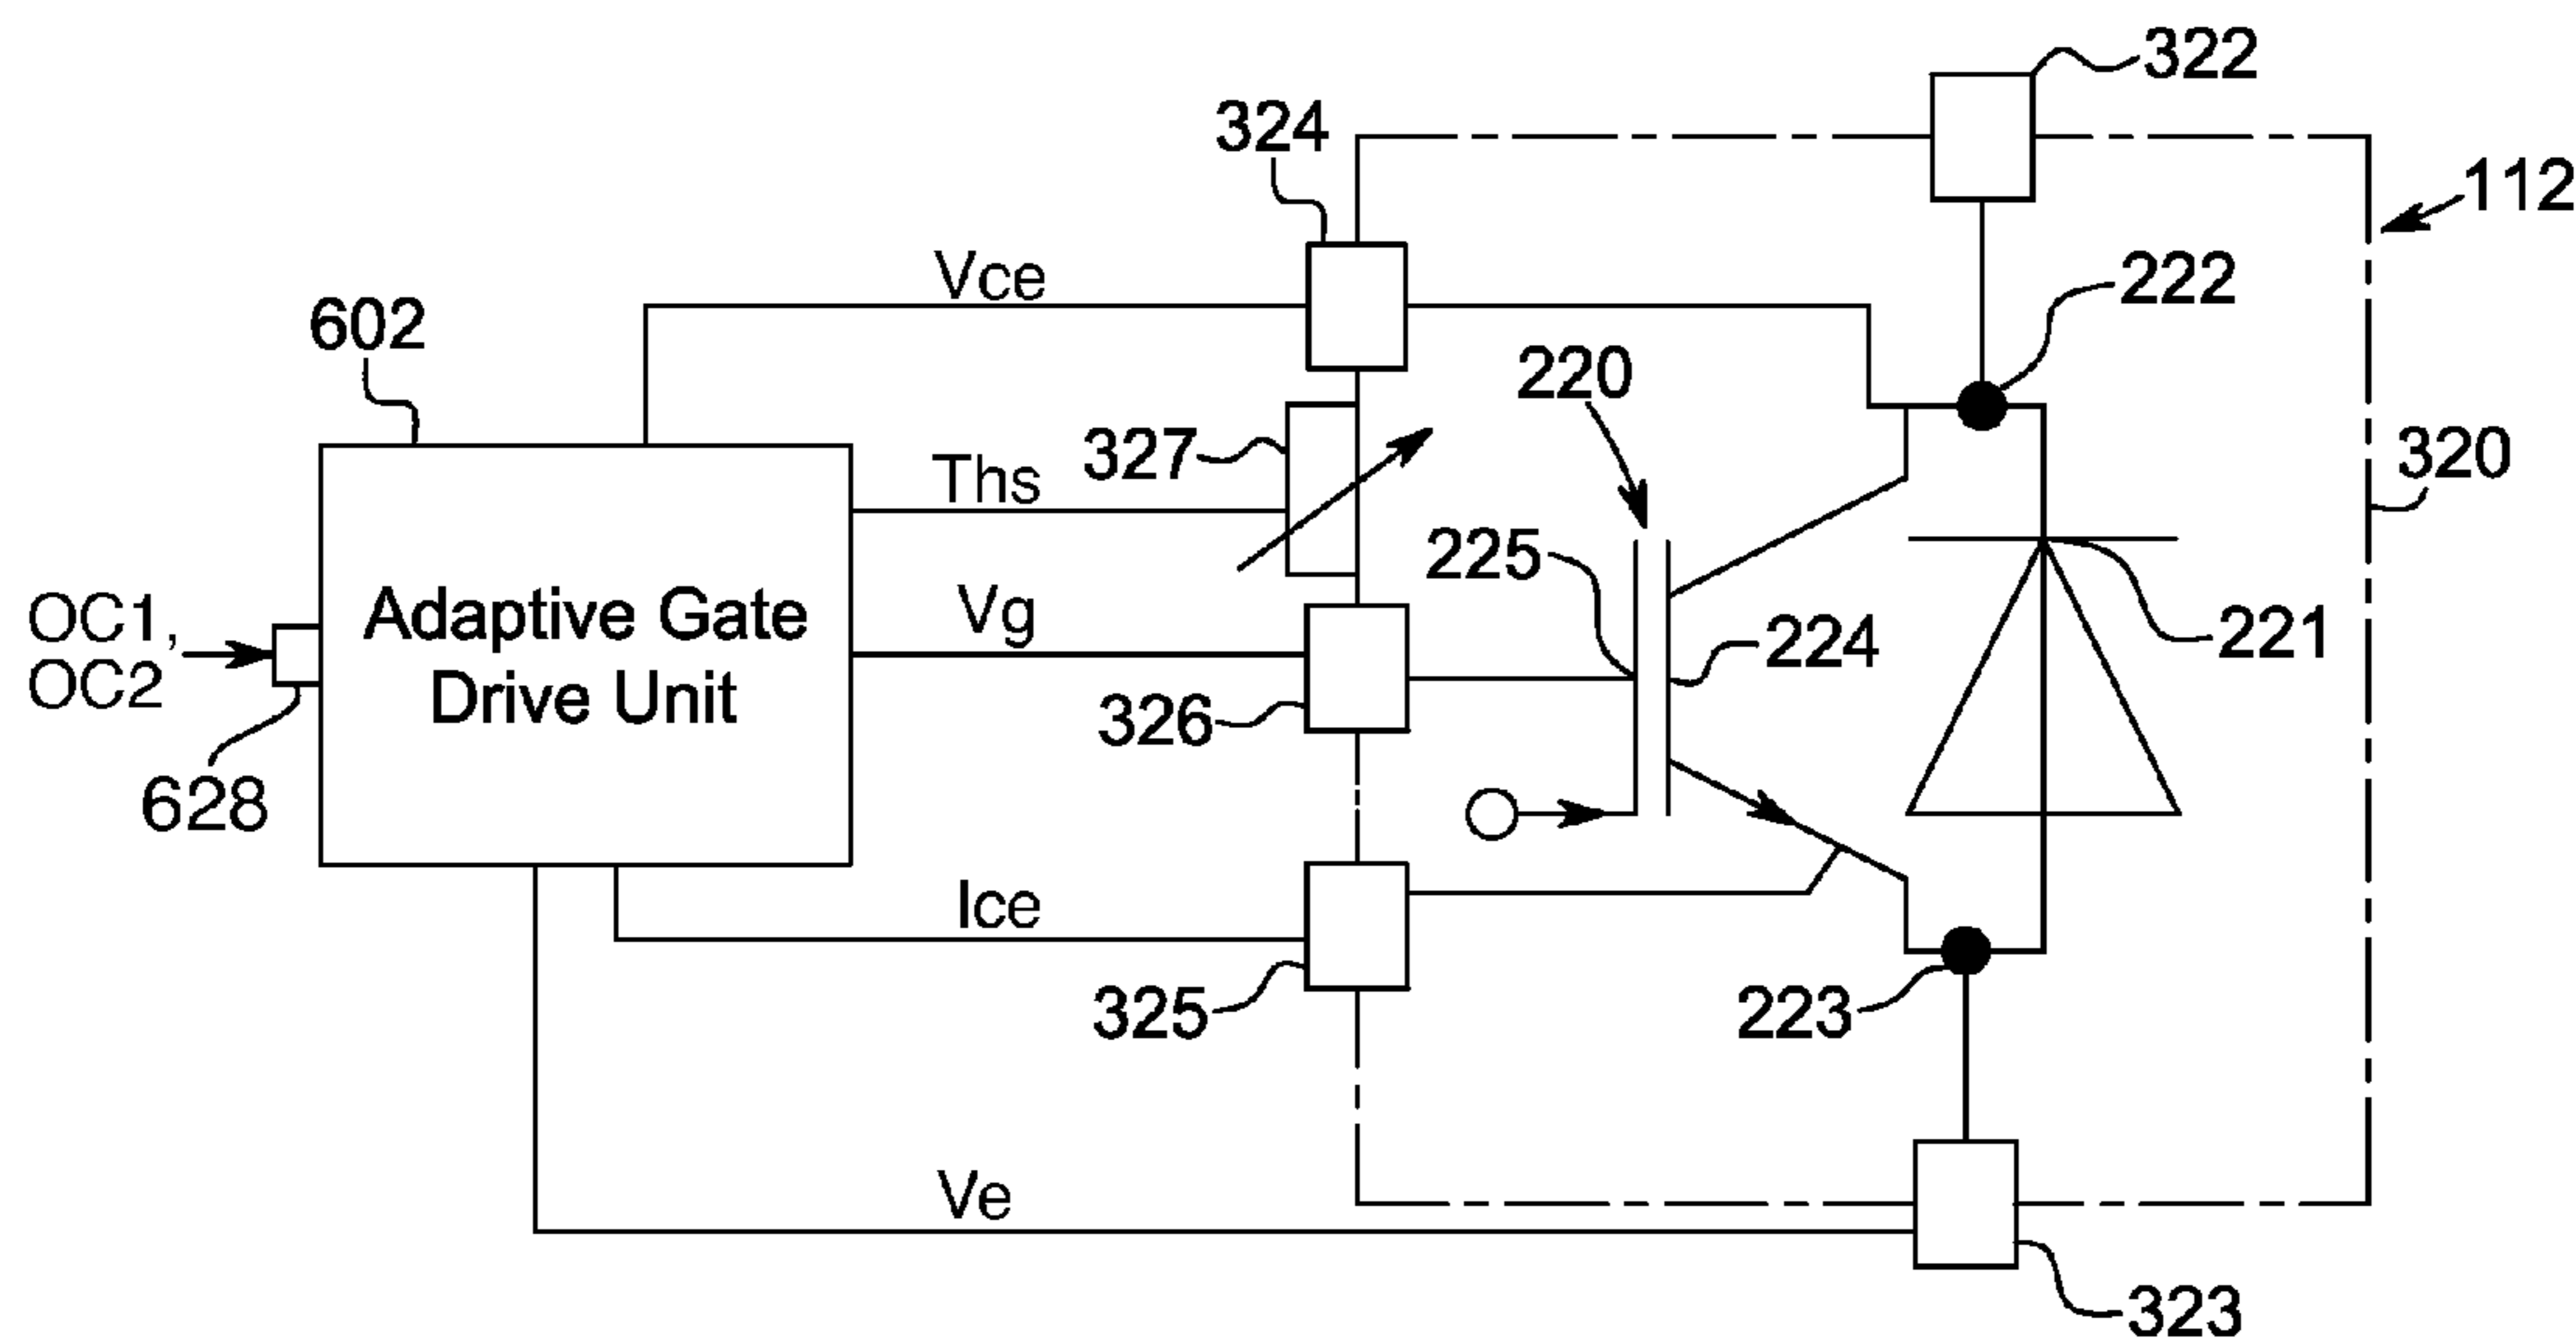 322
324
112
Vce
222
602
220
327
320
Ths
225
OC1,
OC2
Adaptive Gate
Drive Unit
Vg
224
221
326
628
Ice
325
223
Ve
323